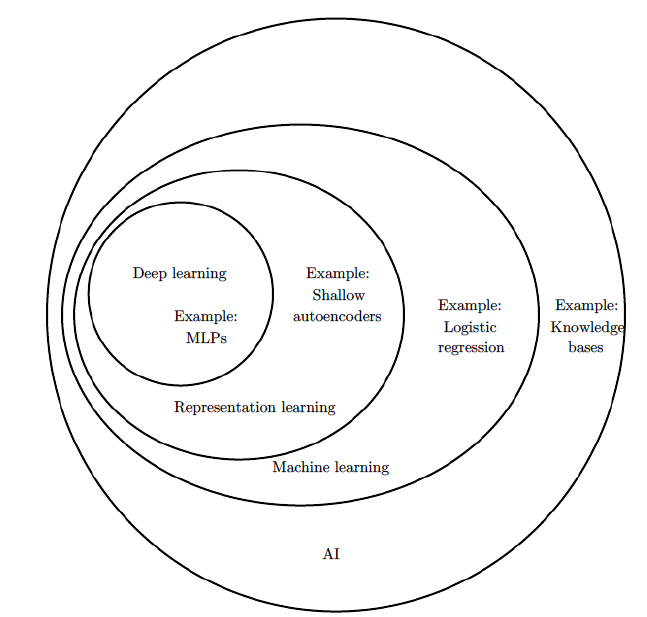 Deep learning
Example:
MLPs
Example:
Shallow
autoencoders
Example:
Logistic
regression
Example:
Knowledge
bases
Representation learning
Machine learning
AI